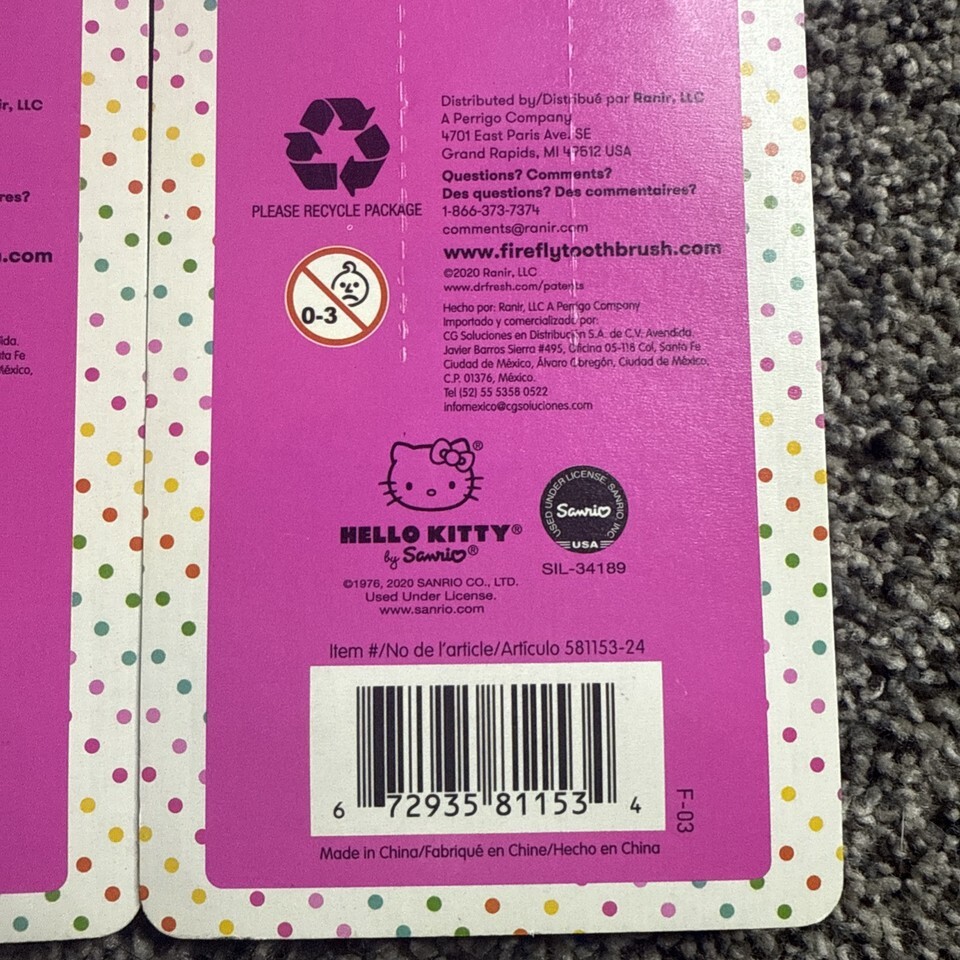 ir, LLC
res?
.com
ida.
ta Fe
México,
PLEASE RECYCLE PACKAGE
0-3
Distributed by/Distribué par Ranir, LLC
A Perrigo Company
4701 East Paris Ave. SE
Grand Rapids, MI 47512 USA
Questions? Comments?
Des questions? Des commentaires?
1-866-373-7374
comments@ranir.com
www.fireflytoothbrush.com
©2020 Ranir, LLC
www.drfresh.com/patents
Hecho por: Ranir, LLC A Perrigo Company
Importado y comercializado por:
CG Soluciones en Distribución S.A. de C.V. Avendida.
Javier Barros Sierra #495, Oficina 05-118 Col, Santa Fe
Ciudad de México, Álvaro Obregón, Ciudad de México,
C.P. 01376, México.
Tel (52) 55 5358 0522
infomexico@cgsoluciones.com
HELLO KITTY®
by Sanrio®
©1976, 2020 SANRIO CO., LTD.
Used Under License.
www.sanrio.com
USED UNDER LICENSE. SANRIO, INC.
Sanrio
USA
SIL-34189
Item #/No de l'article/Artículo 581153-24
6 72935 81153 4
F-03
Made in China/Fabriqué en Chine/Hecho en China